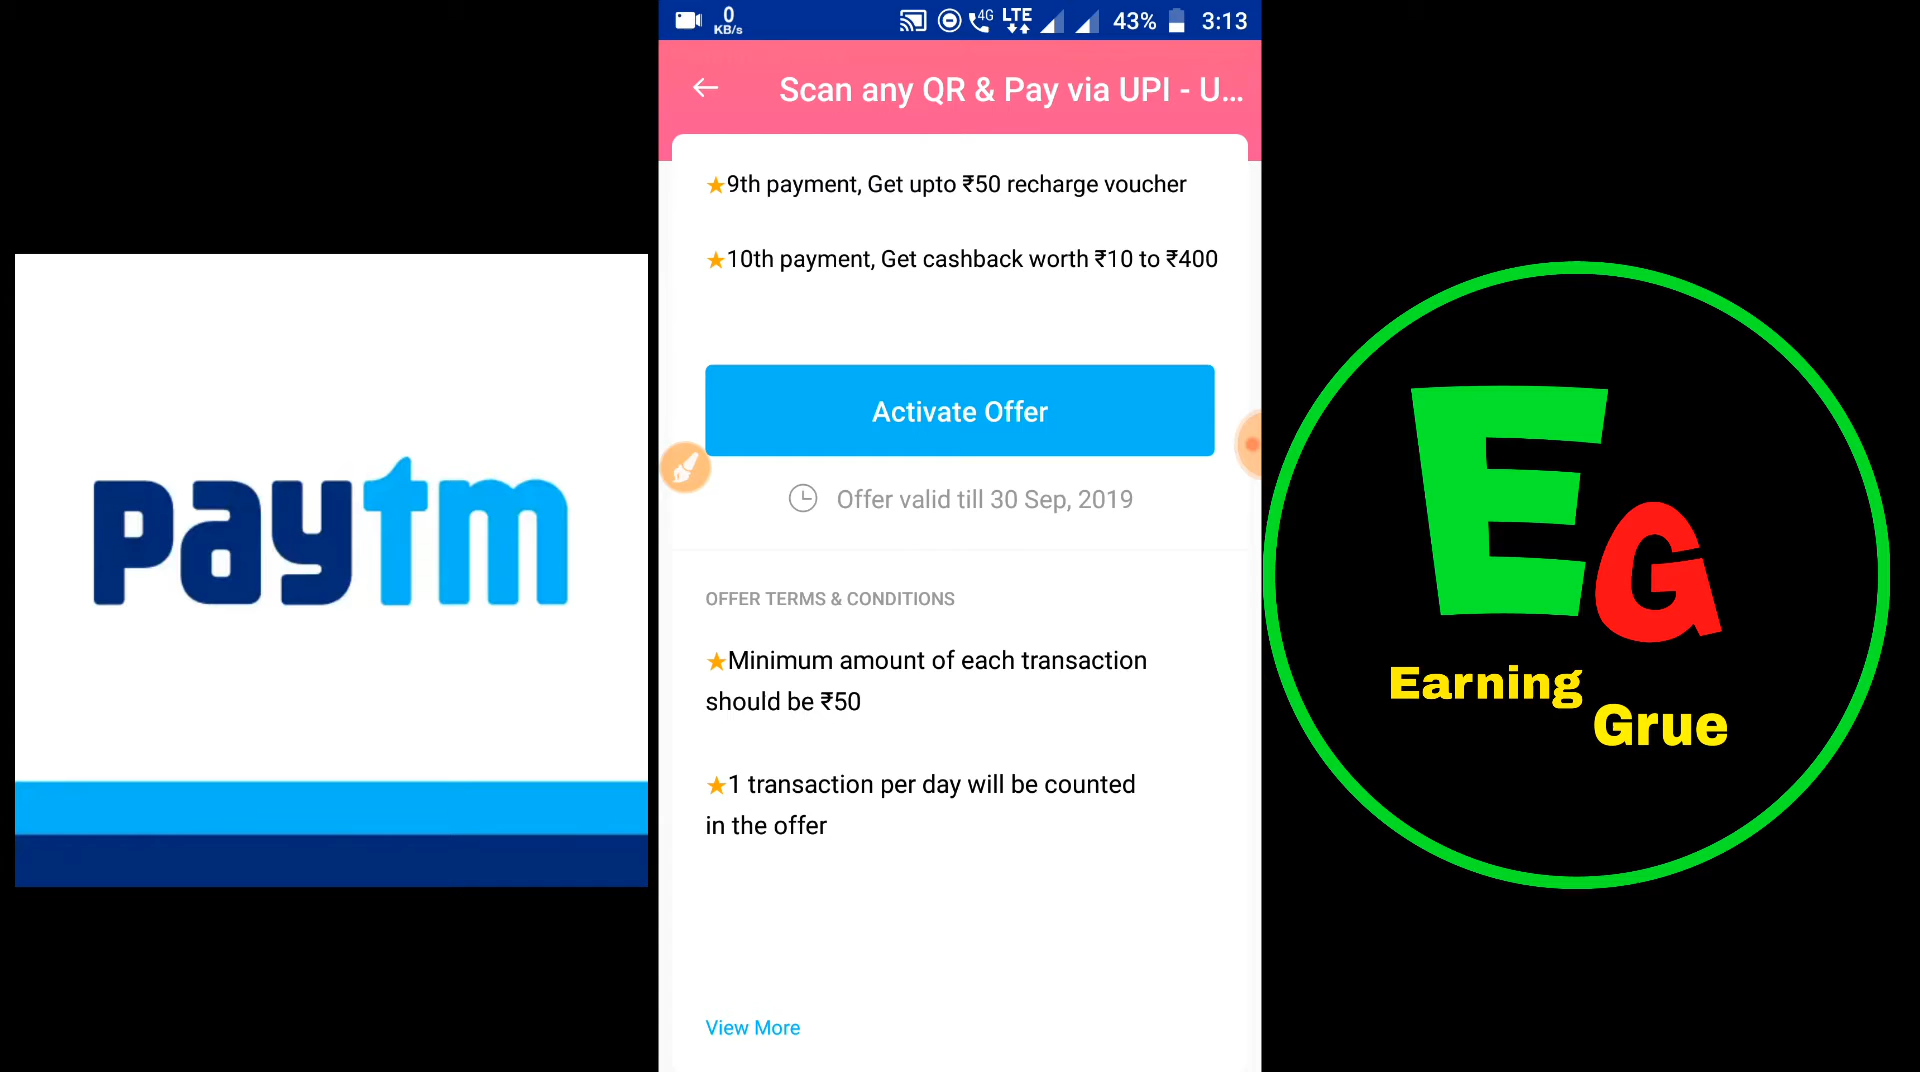 0
KB/s
4G
LTE
43%
3:13
Scan any QR & Pay via UPI - U...
★9th payment, Get upto ₹50 recharge voucher
★10th payment, Get cashback worth ₹10 to ₹400
Activate Offer
Offer valid till 30 Sep, 2019
OFFER TERMS & CONDITIONS
★Minimum amount of each transaction
should be ₹50
★1 transaction per day will be counted
in the offer
View More
paytm
EG
Earning
Grue